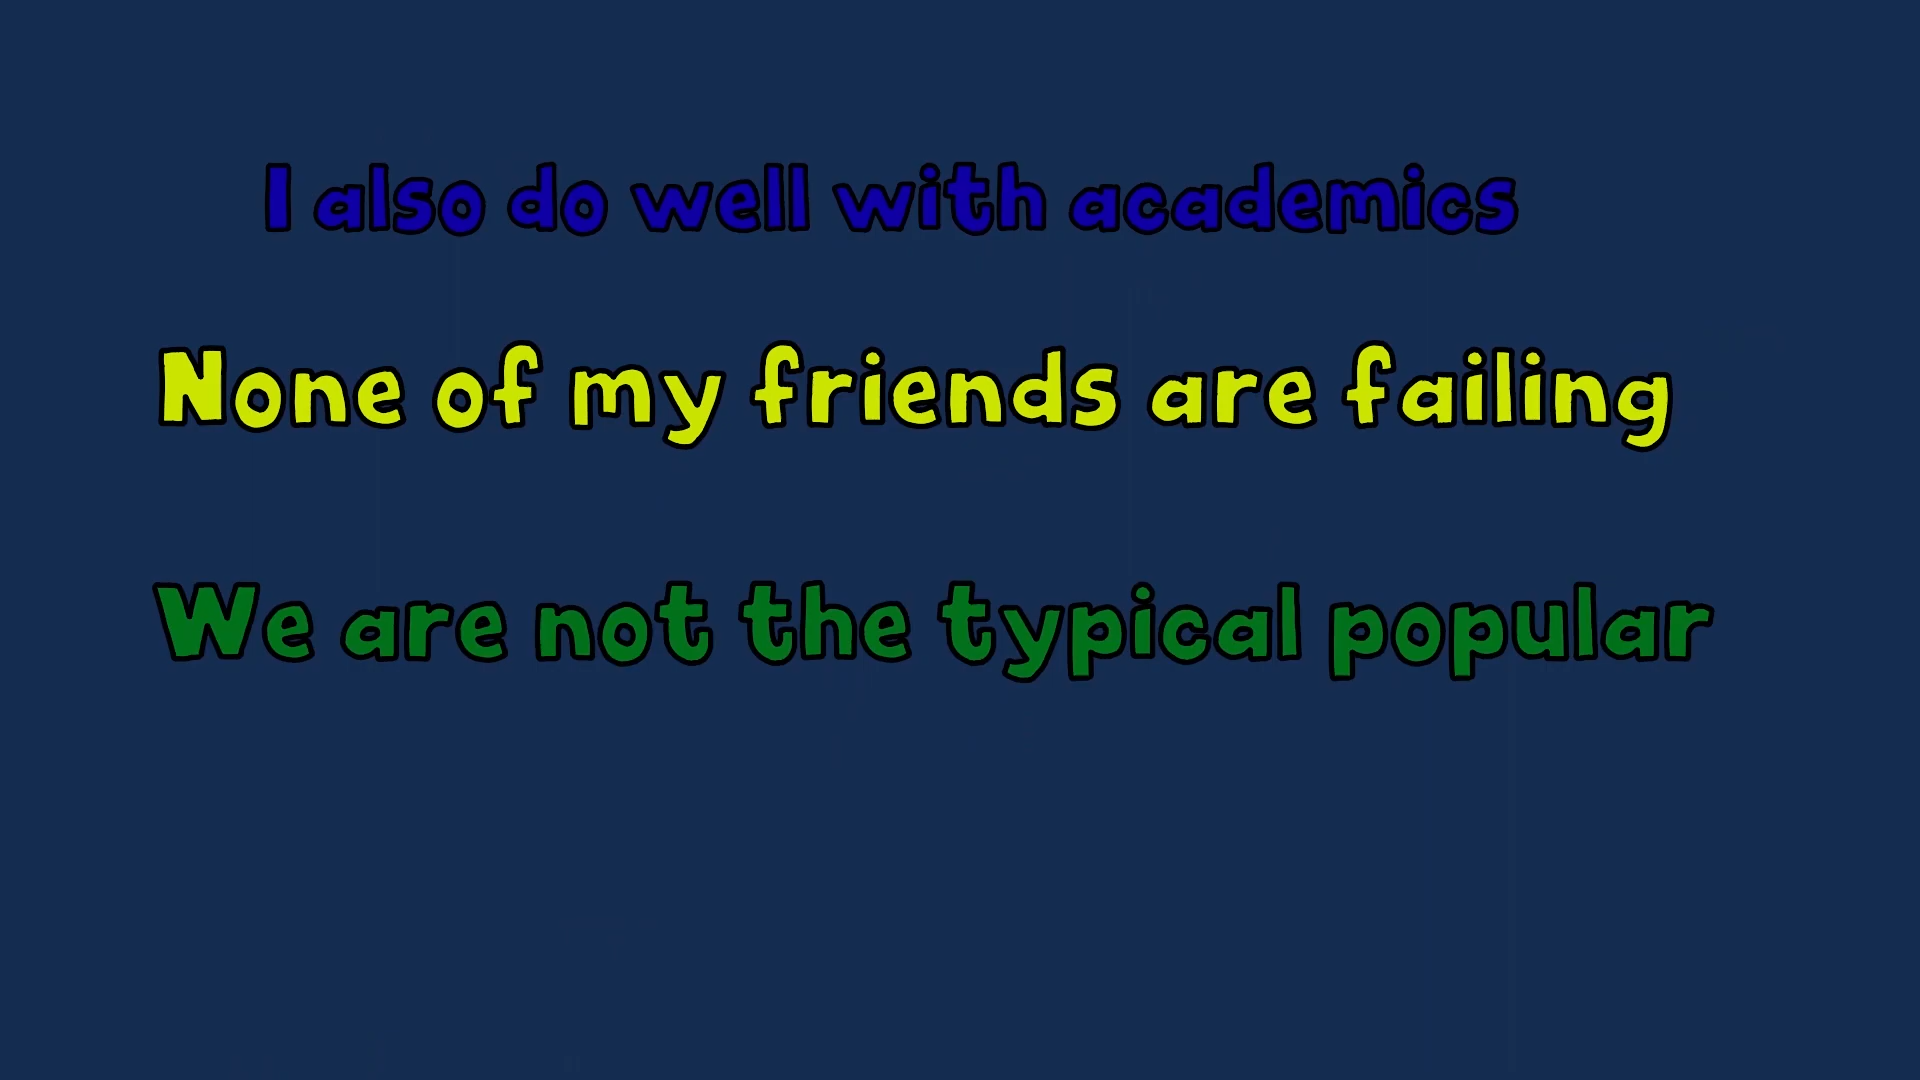 I also do well with academics
None of my friends are failing
We are not the typical popular